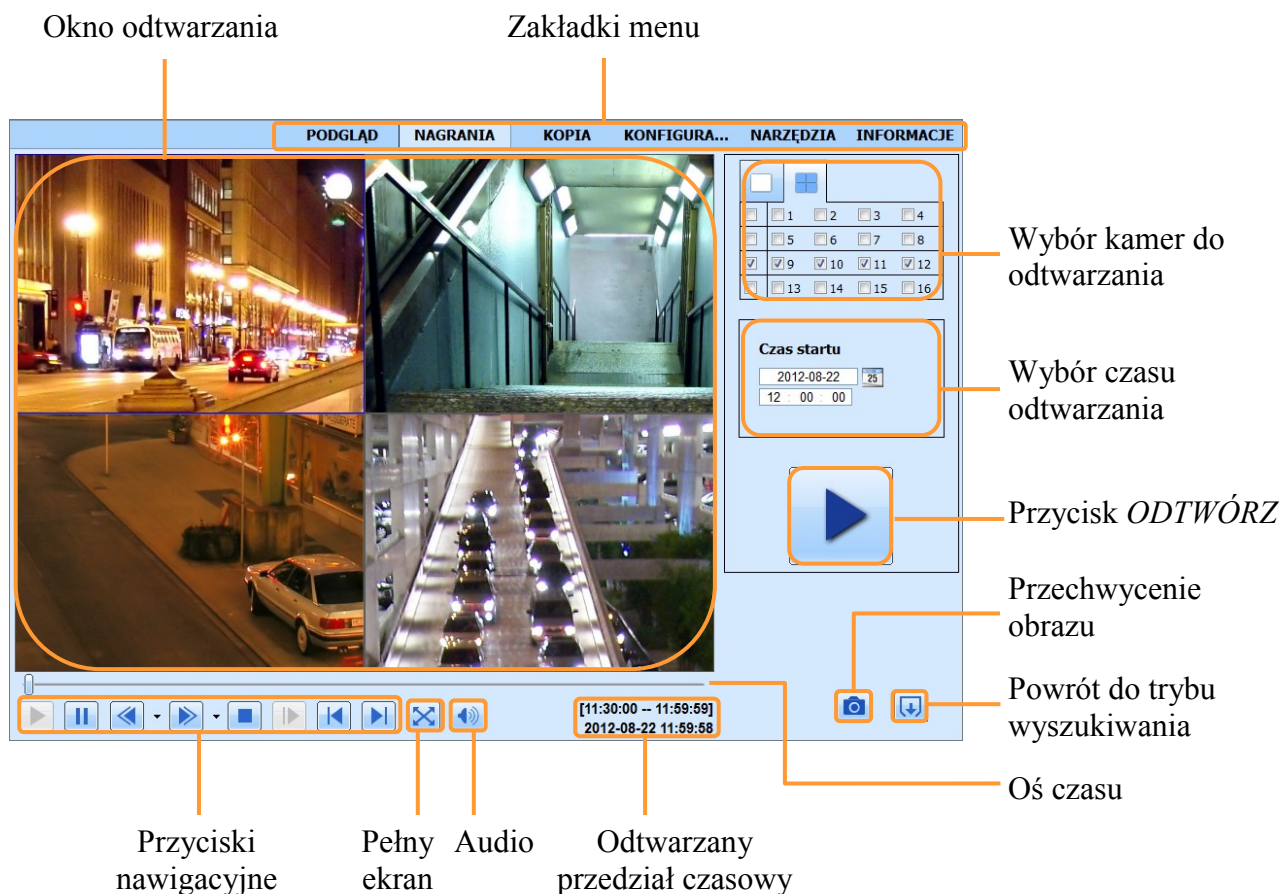 Okno odtwarzania
Zakładki menu
PODGLĄD NAGRANIA KOPIA KONFIGURA... NARZĘDZIA INFORMACJE
1 2 3 4
5 6 7 8
9 10 11 12
13 14 15 16
Wybór kamer do
odtwarzania
Czas startu
2012-08-22 25
12 : 00 : 00
Wybór czasu
odtwarzania
Przycisk ODTWÓRZ
Przechwycenie
obrazu
Powrót do trybu
wyszukiwania
[11:30:00 -- 11:59:59]
2012-08-22 11:59:58
Oś czasu
Przyciski
nawigacyjne
Pełny
ekran
Audio
Odtwarzany
przedział czasowy